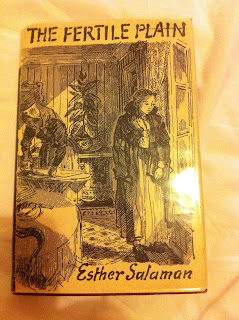 THE FERTILE PLAIN
Esther Salaman